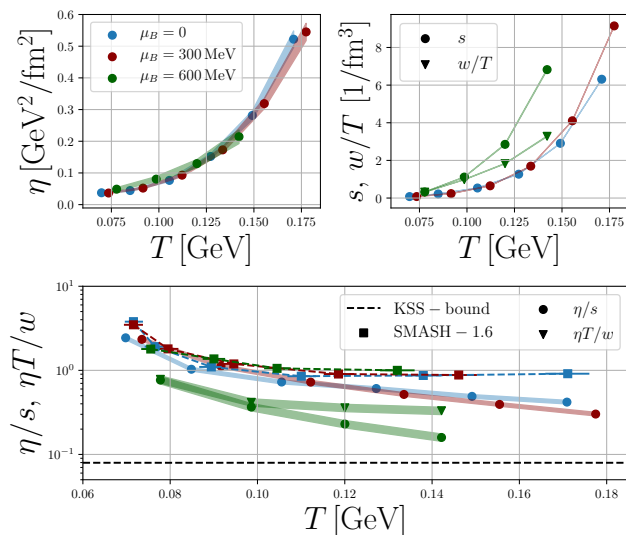 η [GeV²/fm²]
0.6
0.5
0.4
0.3
0.2
0.1
0.0
μ_B = 0
μ_B = 300 MeV
μ_B = 600 MeV
0.075 0.100 0.125 0.150 0.175
T [GeV]
s, w/T [1/fm³]
8
6
4
2
0
s
w/T
0.075 0.100 0.125 0.150 0.175
T [GeV]
η/s, ηT/w
10¹
10⁰
10⁻¹
KSS − bound
SMASH − 1.6
η/s
ηT/w
0.06 0.08 0.10 0.12 0.14 0.16 0.18
T [GeV]